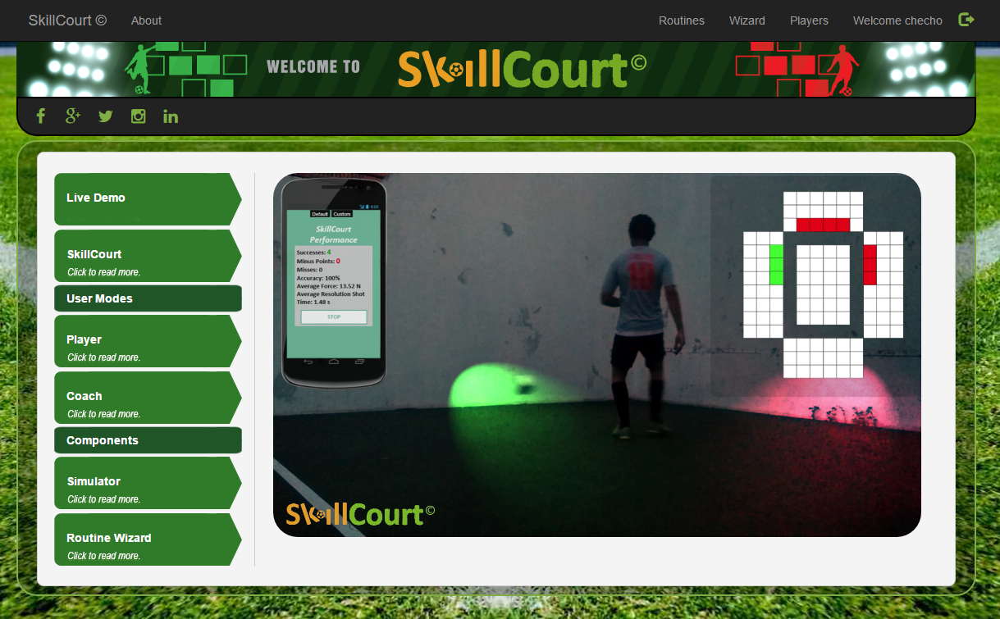 SkillCourt © About Routines Wizard Players Welcome checho
WELCOME TO SkillCourt©
Live Demo
SkillCourt
Click to read more.
User Modes
Player
Click to read more.
Coach
Click to read more.
Components
Simulator
Click to read more.
Routine Wizard
Click to read more.
4:05
Default Custom
SkillCourt
Performance
Successes: 4
Minus Points: 0
Misses: 0
Accuracy: 100%
Average Force: 13.52 N
Average Resolution Shot
Time: 1.48 s
STOP
SkillCourt©